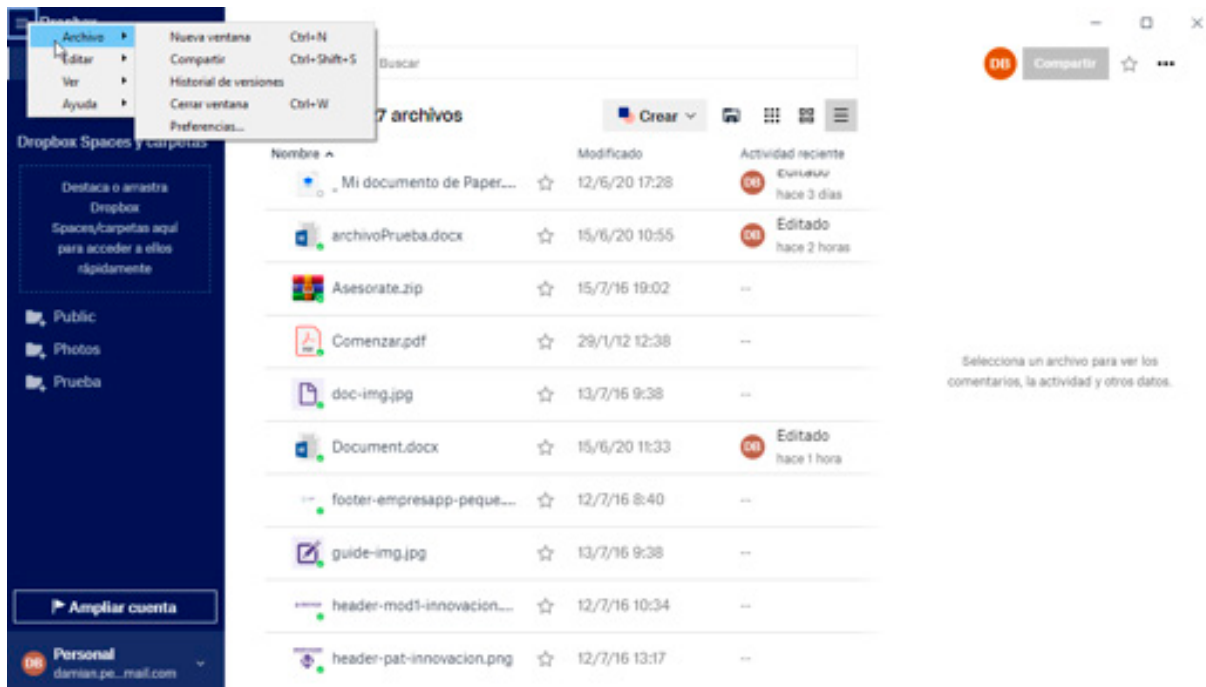 Dropbox
Archivo
Editar
Ver
Ayuda
Nueva ventana Ctrl+N
Compartir Ctrl+Shift+S
Historial de versiones
Cerrar ventana Ctrl+W
Preferencias...
Buscar
DB Compartir
7 archivos
Crear
Dropbox Spaces y carpetas
Destaca o arrastra
Dropbox
Spaces/carpetas aquí
para acceder a ellos
rápidamente
Public
Photos
Prueba
Ampliar cuenta
DB Personal
damian.pe...mail.com
Nombre Modificado Actividad reciente
_ Mi documento de Paper.... 12/6/20 17:28 DB Editado
hace 3 días
archivoPrueba.docx 15/6/20 10:55 DB Editado
hace 2 horas
Asesorate.zip 15/7/16 19:02 --
Comenzar.pdf 29/1/12 12:38 --
doc-img.jpg 13/7/16 9:38 --
Document.docx 15/6/20 11:33 DB Editado
hace 1 hora
footer-empresapp-peque.... 12/7/16 8:40 --
guide-img.jpg 13/7/16 9:38 --
header-mod1-innovacion.... 12/7/16 10:34 --
header-pat-innovacion.png 12/7/16 13:17 --
Selecciona un archivo para ver los
comentarios, la actividad y otros datos.